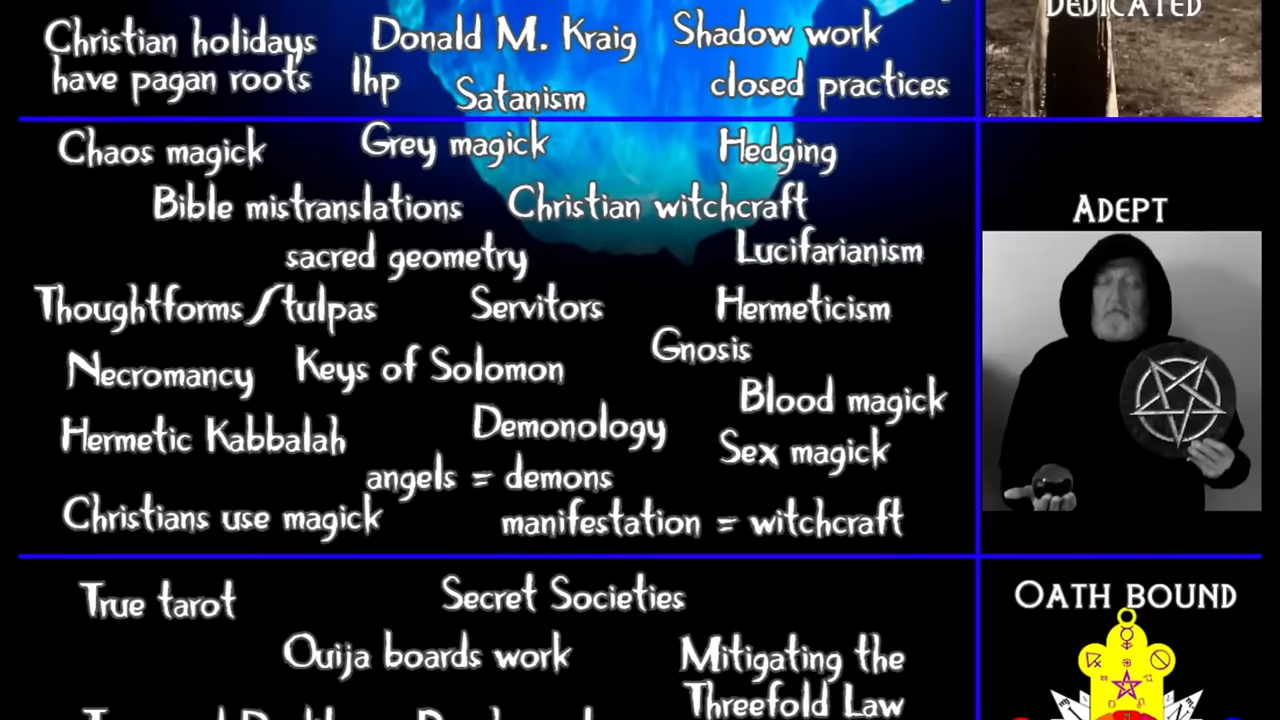 DEDICATED
Christian holidays
have pagan roots
Donald M. Kraig
Shadow work
lhp
Satanism
closed practices
Chaos magick
Grey magick
Hedging
Bible mistranslations
Christian witchcraft
sacred geometry
Lucifarianism
ADEPT
Thoughtforms/tulpas
Servitors
Hermeticism
Gnosis
Necromancy
Keys of Solomon
Blood magick
Hermetic Kabbalah
Demonology
Sex magick
angels = demons
Christians use magick
manifestation = witchcraft
True tarot
Secret Societies
OATH BOUND
Ouija boards work
Mitigating the
Threefold Law